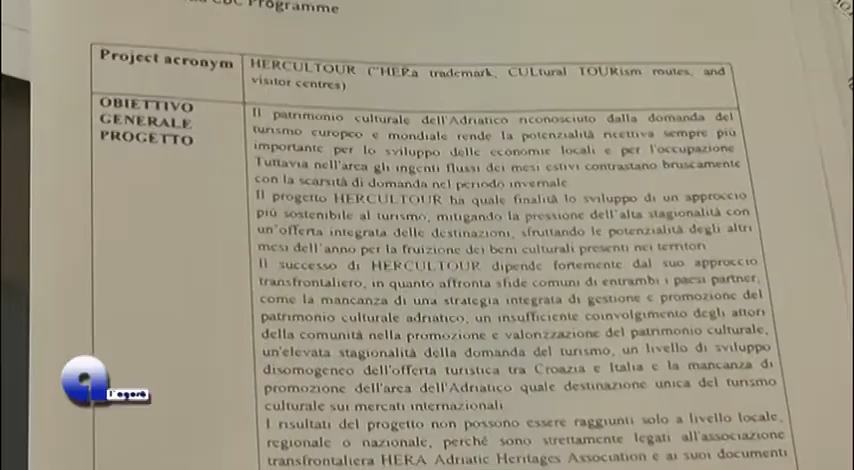 CBC Programme
Project acronym
HERCULTOUR ("HERa trademark, CULtural TOURism routes, and
visitor centres)
OBIETTIVO
GENERALE
PROGETTO
Il patrimonio culturale dell'Adriatico riconosciuto dalla domanda del
turismo europeo e mondiale rende la potenzialità ricettiva sempre più
importante per lo sviluppo delle economie locali e per l'occupazione
Tuttavia nell'area gli ingenti flussi dei mesi estivi contrastano bruscamente
con la scarsità di domanda nel periodo invernale
Il progetto HERCULTOUR ha quale finalità lo sviluppo di un approccio
più sostenibile al turismo, mitigando la pressione dell'alta stagionalità con
un'offerta integrata delle destinazioni, sfruttando le potenzialità degli altri
mesi dell'anno per la fruizione dei beni culturali presenti nei territori
Il successo di HERCULTOUR dipende fortemente dal suo approccio
transfrontaliero, in quanto affronta sfide comuni di entrambi i paesi partner,
come la mancanza di una strategia integrata di gestione e promozione del
patrimonio culturale adriatico, un insufficiente coinvolgimento degli attori
della comunità nella promozione e valorizzazione del patrimonio culturale,
un'elevata stagionalità della domanda del turismo, un livello di sviluppo
disomogeneo dell'offerta turistica tra Croazia e Italia e la mancanza di
promozione dell'area dell'Adriatico quale destinazione unica del turismo
culturale sui mercati internazionali
I risultati del progetto non possono essere raggiunti solo a livello locale,
regionale o nazionale, perché sono strettamente legati all'associazione
transfrontaliera HERA Adriatic Heritages Association e ai suoi documenti
l'agorà